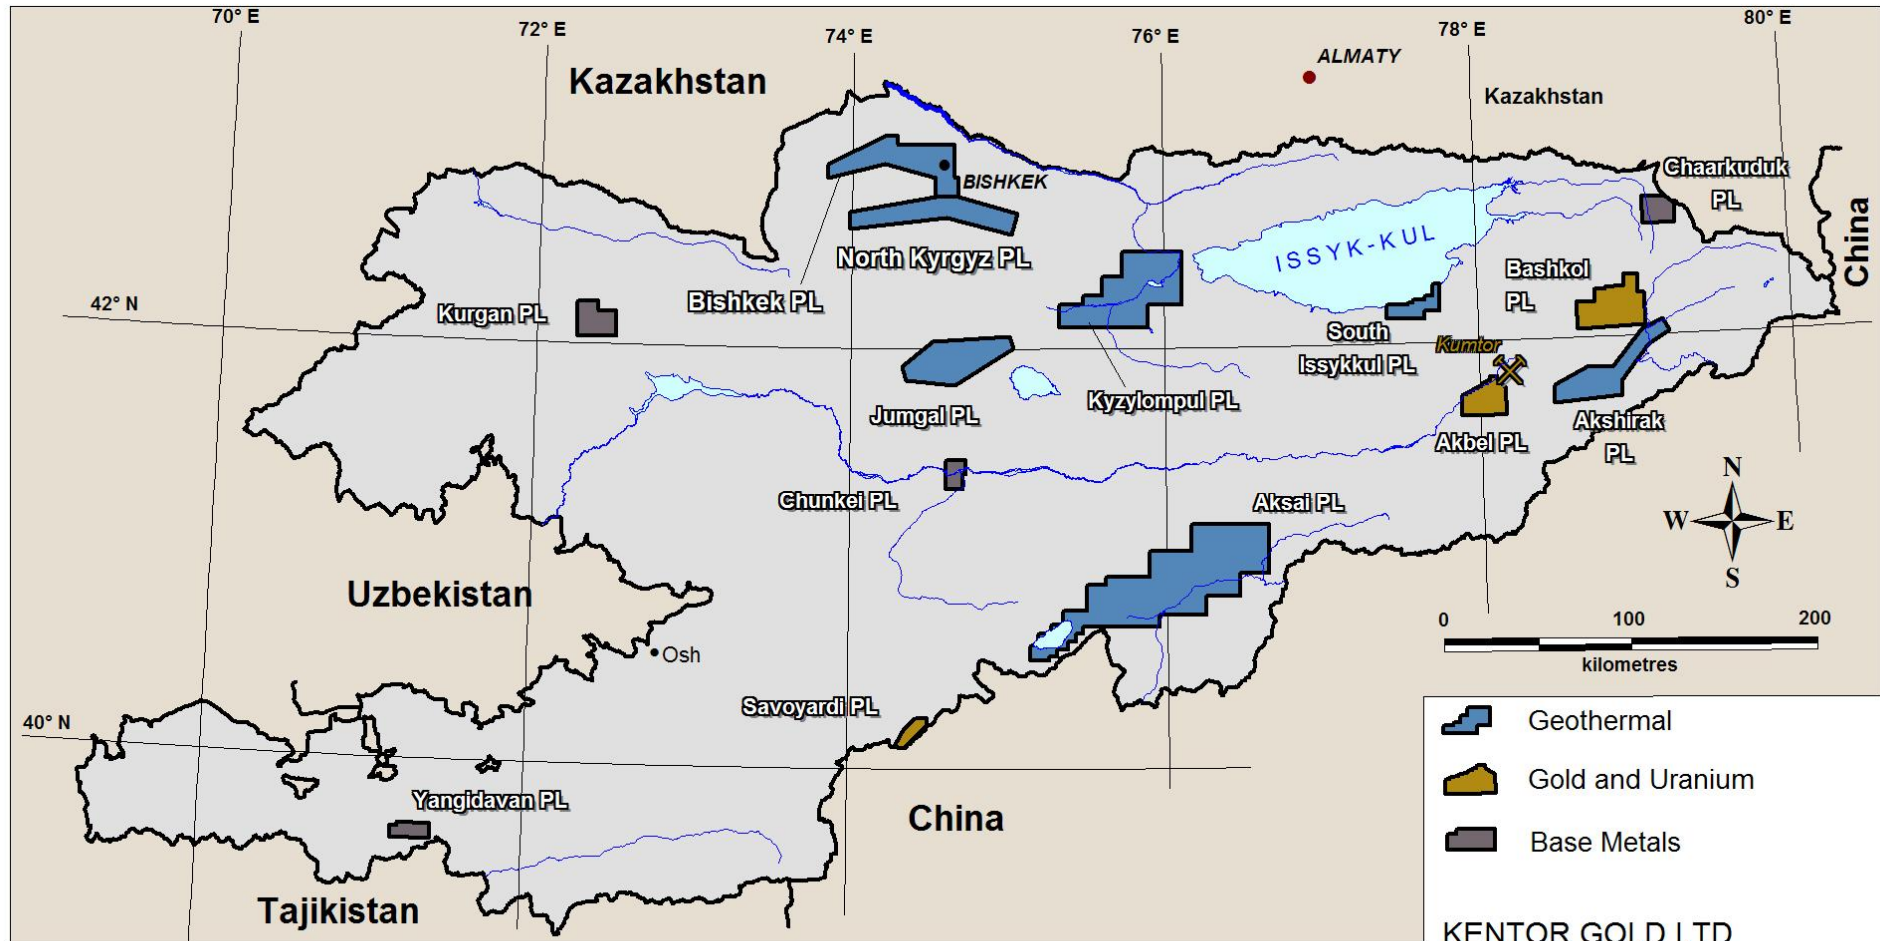 70° E
72° E
74° E
76° E
78° E
80° E
Kazakhstan
ALMATY
Kazakhstan
China
Chaarkuduk
PL
BISHKEK
North Kyrgyz PL
Bishkek PL
ISSYK-KUL
Bashkol
PL
42° N
Kurgan PL
South
Issykkul PL
Kumtor
Jumgal PL
Kyzylompul PL
Akbel PL
Akshirak
PL
Chunkei PL
Aksai PL
N
W
E
S
Uzbekistan
Osh
0
100
200
kilometres
Savoyardi PL
40° N
Yangidavan PL
China
Tajikistan
Geothermal
Gold and Uranium
Base Metals
KENTOR GOLD LTD